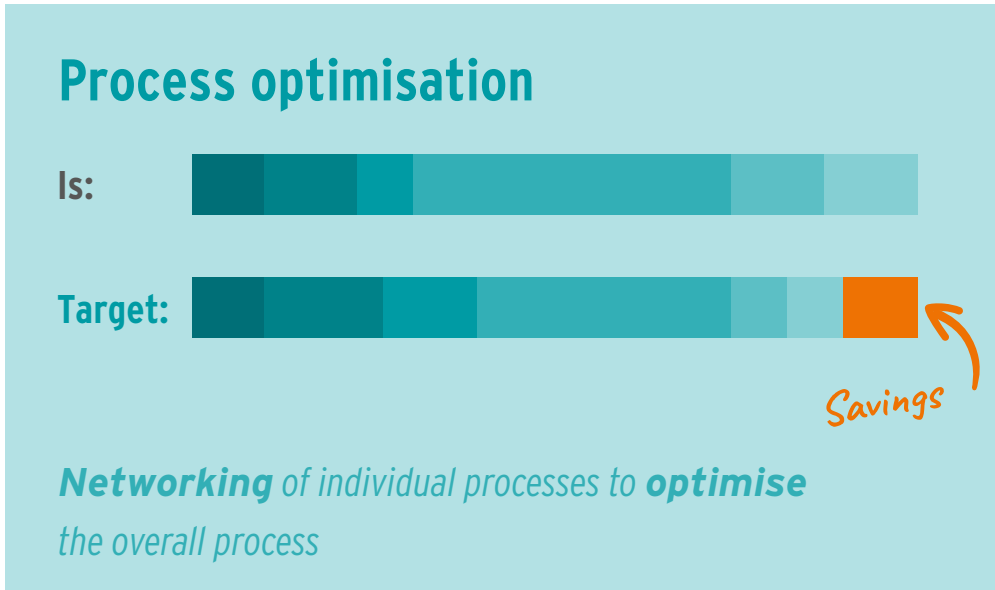 Process optimisation
Is:
Target:
Savings
Networking of individual processes to optimise
the overall process